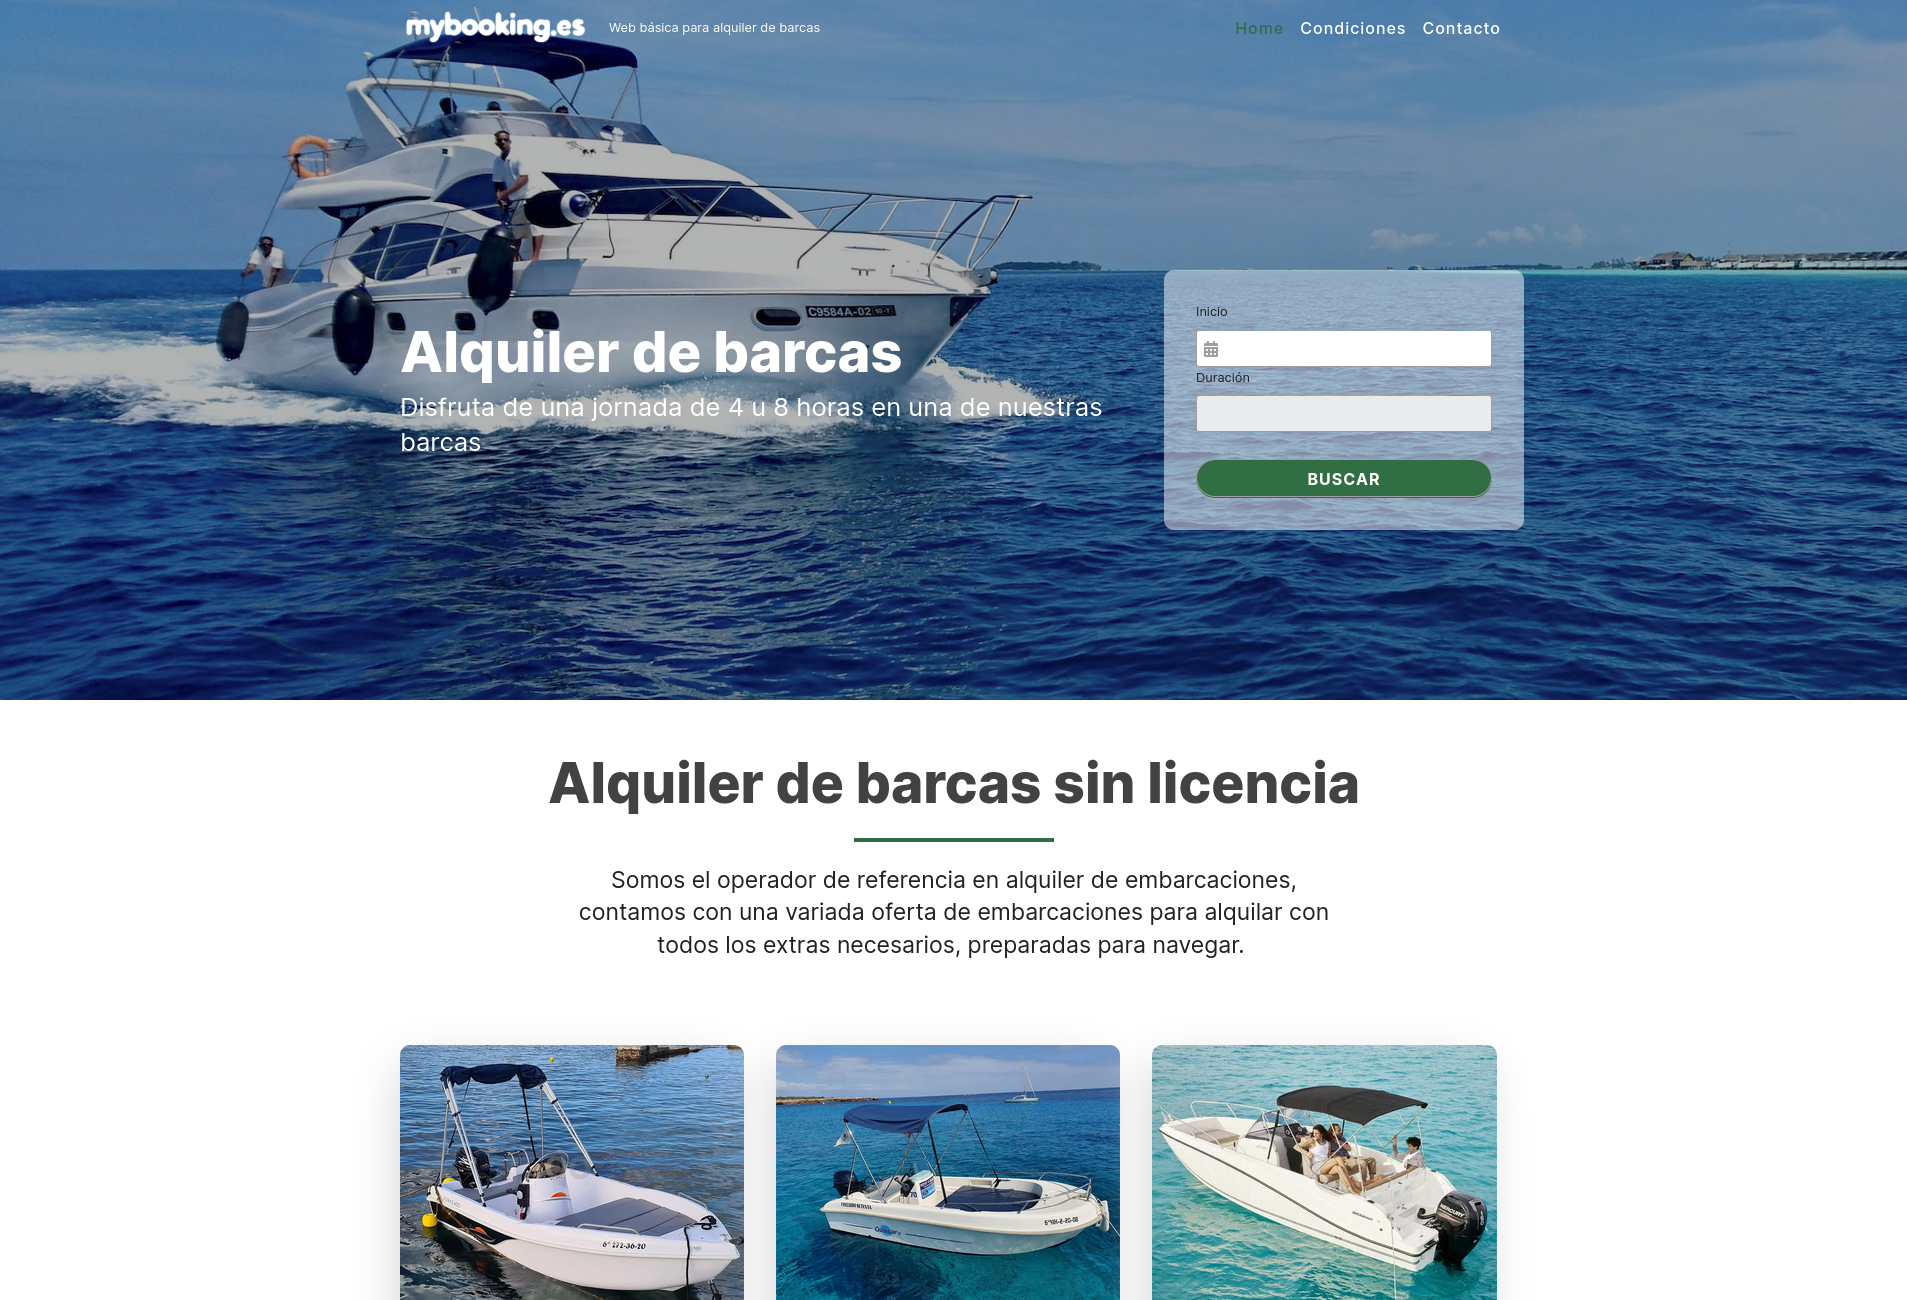 mybooking.es
Web básica para alquiler de barcas
Home
Condiciones
Contacto
C9584A-02
Alquiler de barcas
Disfruta de una jornada de 4 u 8 horas en una de nuestras
barcas
Inicio
Duración
BUSCAR
Alquiler de barcas sin licencia
Somos el operador de referencia en alquiler de embarcaciones,
contamos con una variada oferta de embarcaciones para alquilar con
todos los extras necesarios, preparadas para navegar.
MERCURY